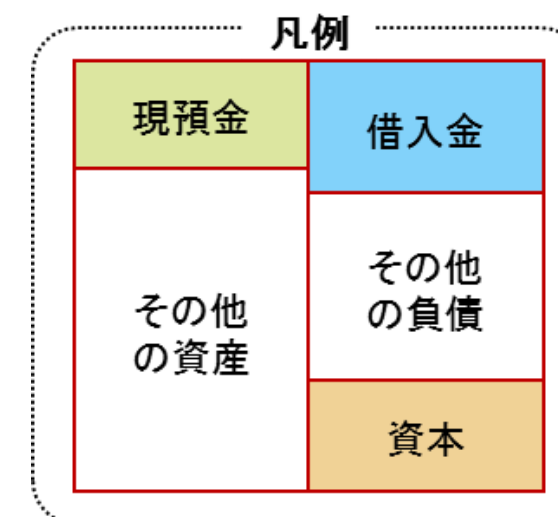 凡例
現預金
借入金
その他
の資産
その他
の負債
資本